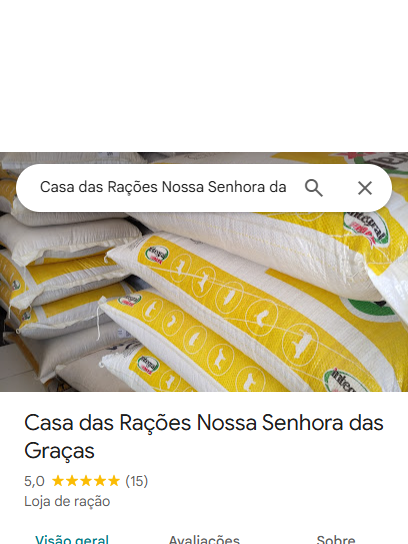 Casa das Rações Nossa Senhora da
Integral
Integral
Integral
Casa das Rações Nossa Senhora das
Graças
5,0 ★★★★★ (15)
Loja de ração
Visão geral Avaliações Sobre